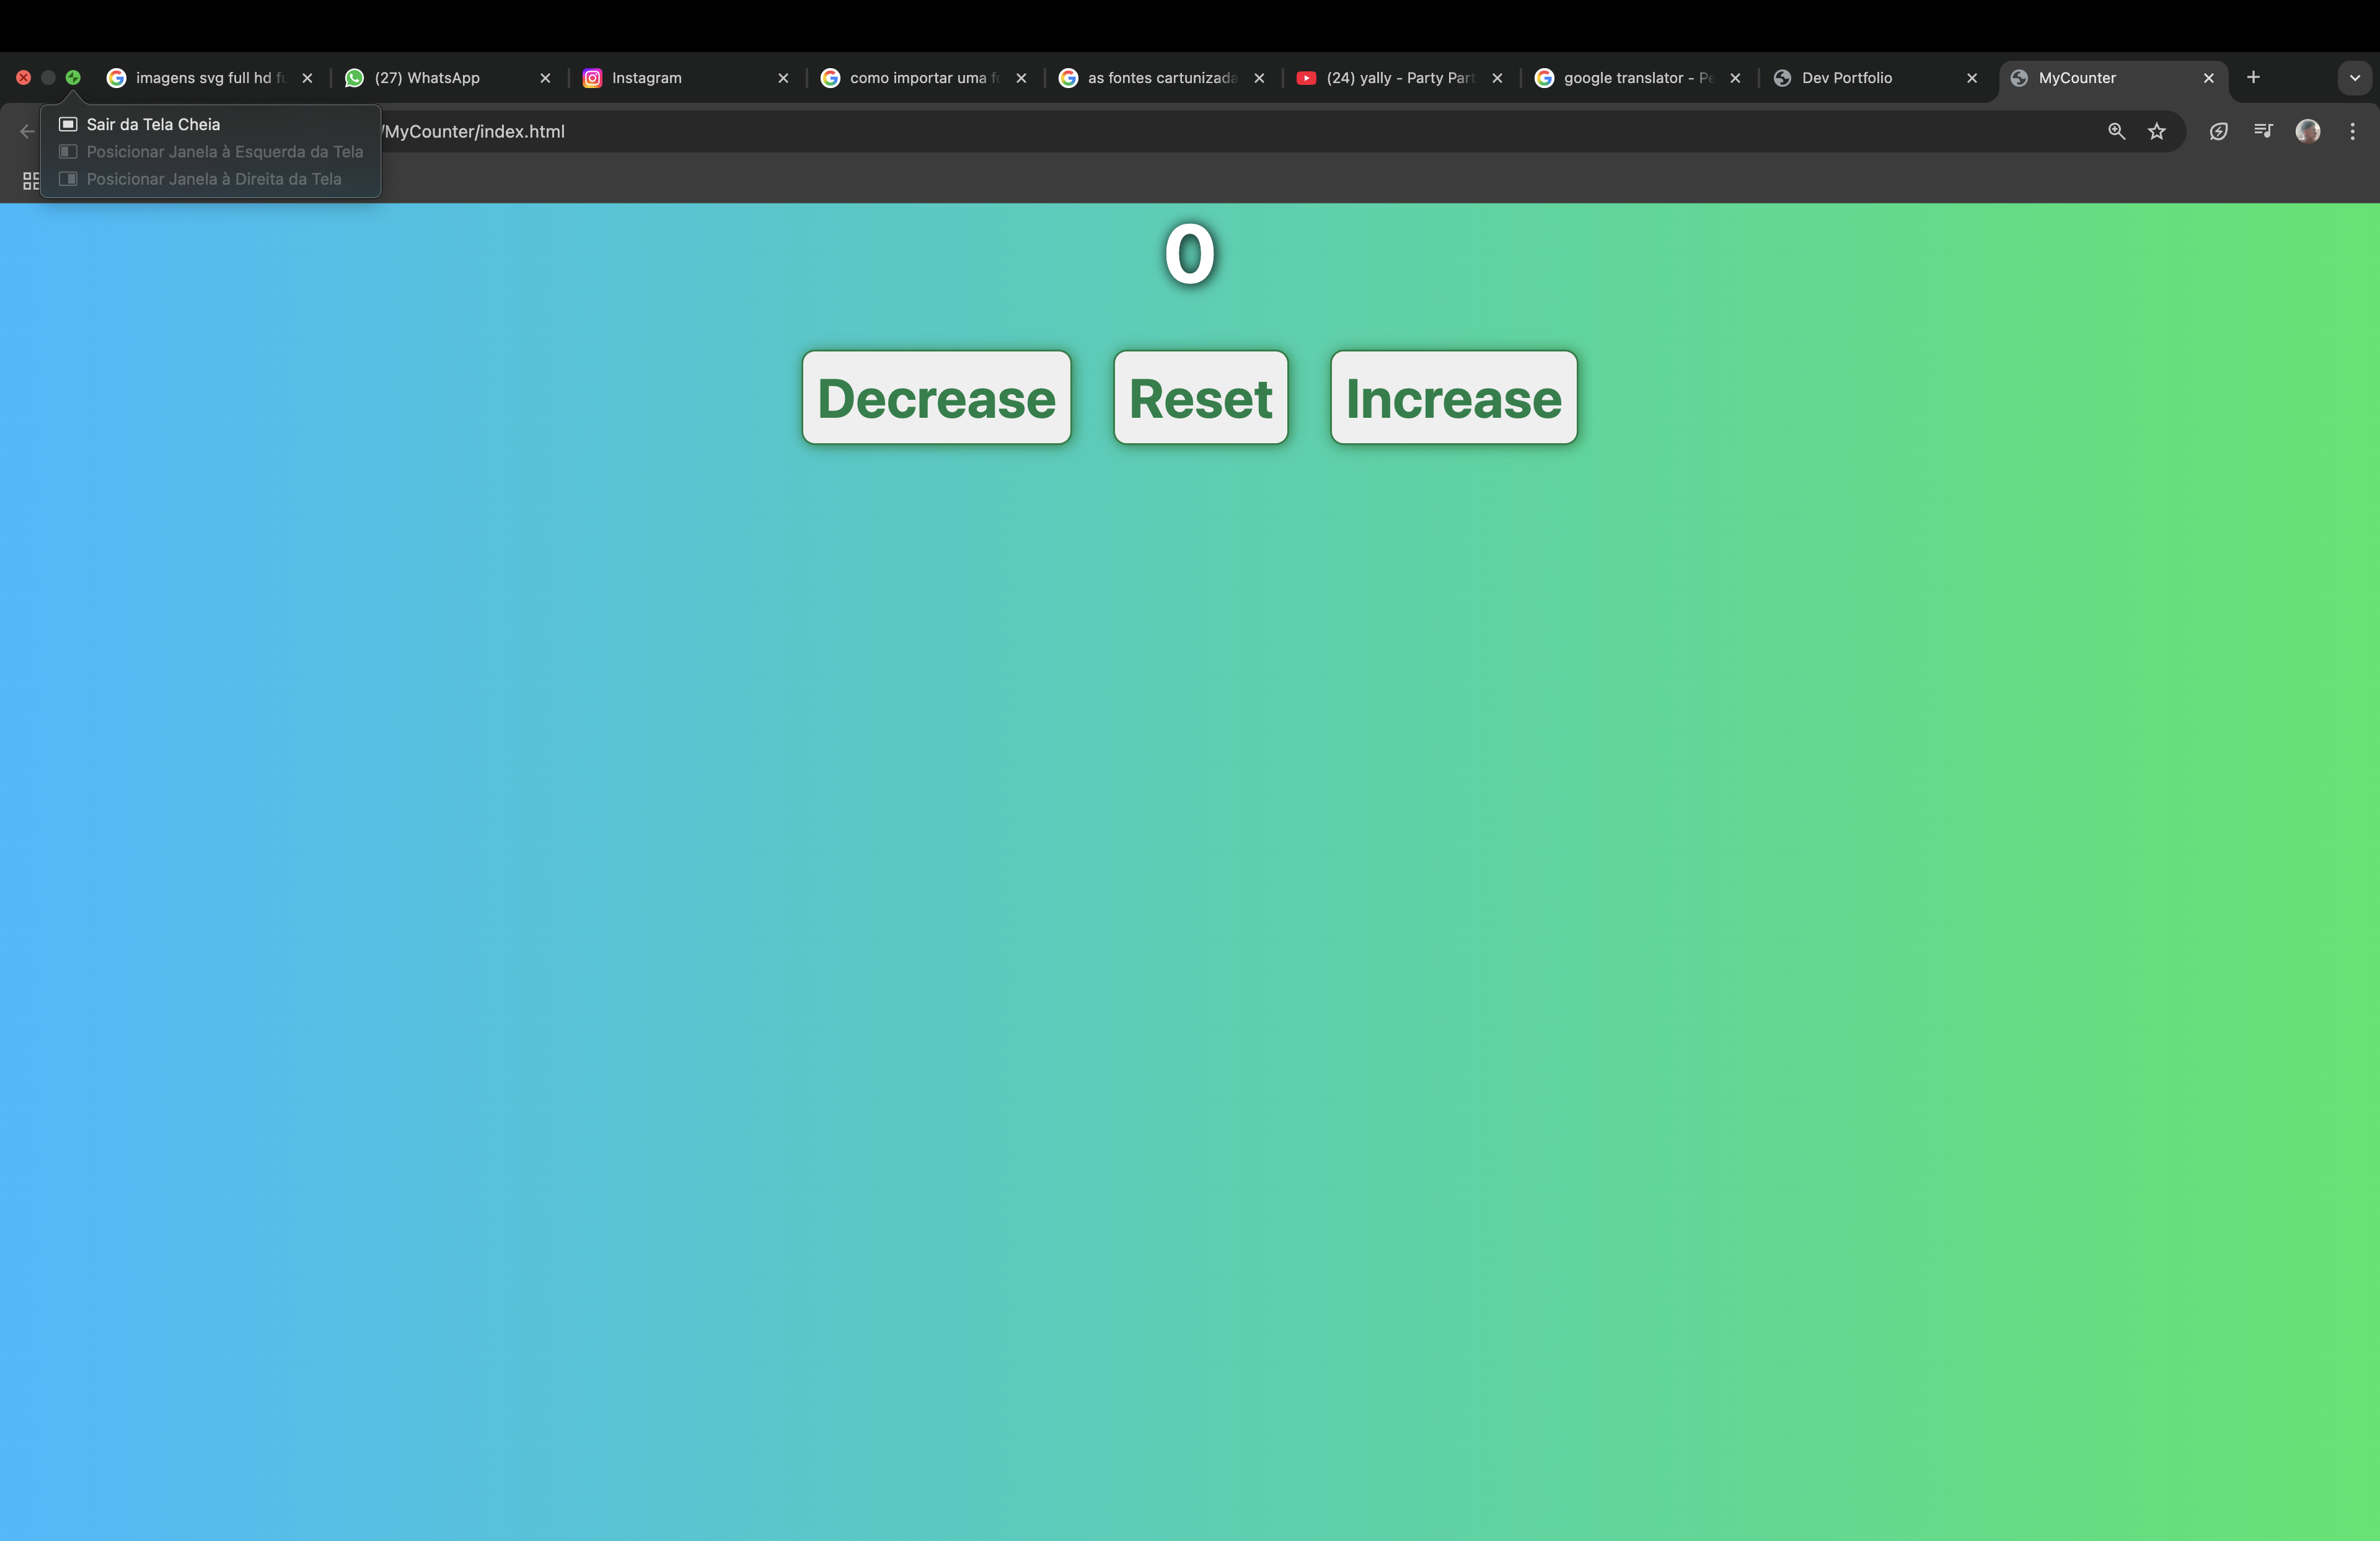 imagens svg full hd
(27) WhatsApp
Instagram
como importar uma
as fontes cartunizada
(24) yally - Party Part
google translator -
Dev Portfolio
MyCounter
Sair da Tela Cheia
/MyCounter/index.html
Posicionar Janela à Esquerda da Tela
Posicionar Janela à Direita da Tela
0
Decrease Reset Increase